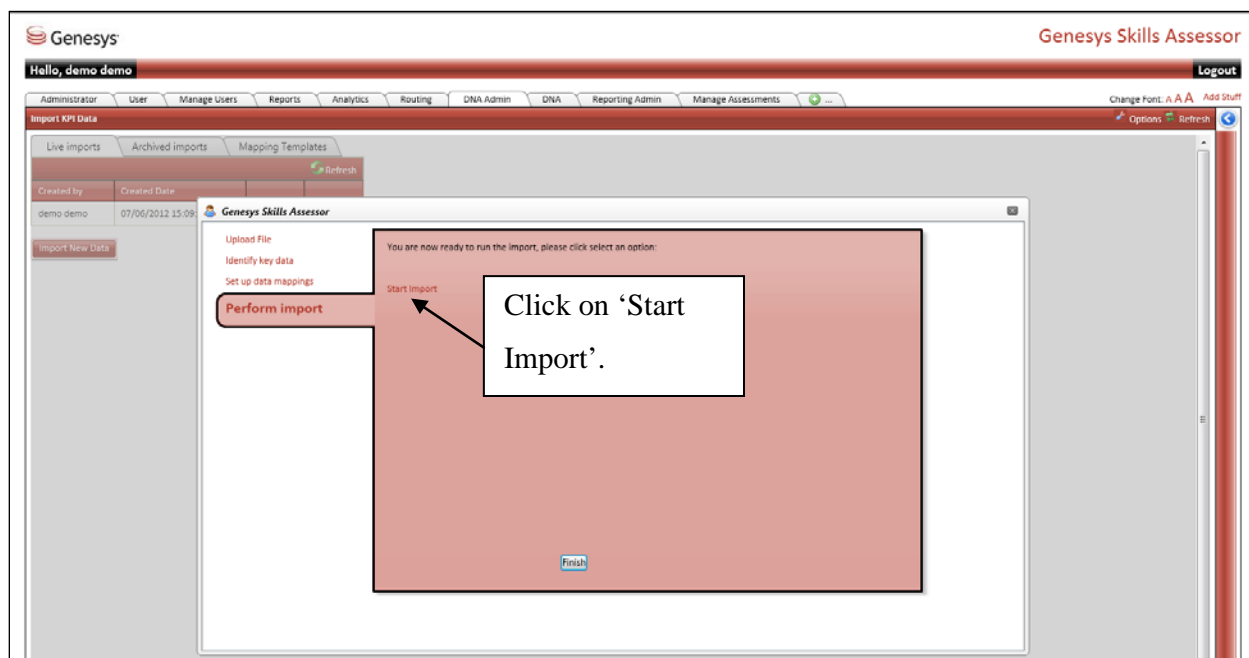 Genesys
Genesys Skills Assessor
Hello, demo demo
Logout
Administrator User Manage Users Reports Analytics Routing DNA Admin DNA Reporting Admin Manage Assessments ... Change Font: A A A Add Stuff
Import KPI Data Options Refresh
Live imports Archived imports Mapping Templates
Refresh
Created by Created Date
demo demo 07/06/2012 15:09:
Genesys Skills Assessor
Import New Data
Upload File
Identify key data
Set up data mappings
Perform import
You are now ready to run the import, please click select an option:
Start Import
Click on ‘Start
Import’.
Finish